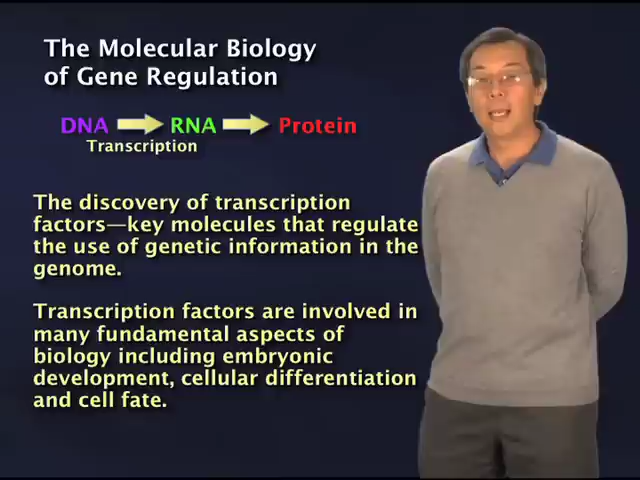 The Molecular Biology
of Gene Regulation
DNA RNA Protein
Transcription
The discovery of transcription
factors—key molecules that regulate
the use of genetic information in the
genome.
Transcription factors are involved in
many fundamental aspects of
biology including embryonic
development, cellular differentiation
and cell fate.